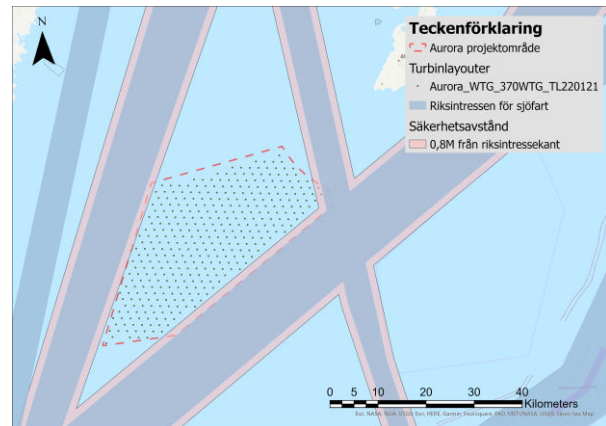 Teckenförklaring
Aurora projektområde
Turbinlayouter
Aurora_WTG_370WTG_TL220121
Riksintressen för sjöfart
Säkerhetsavstånd
0,8M från riksintressekant
N
0 5 10 20 30 40
Kilometers